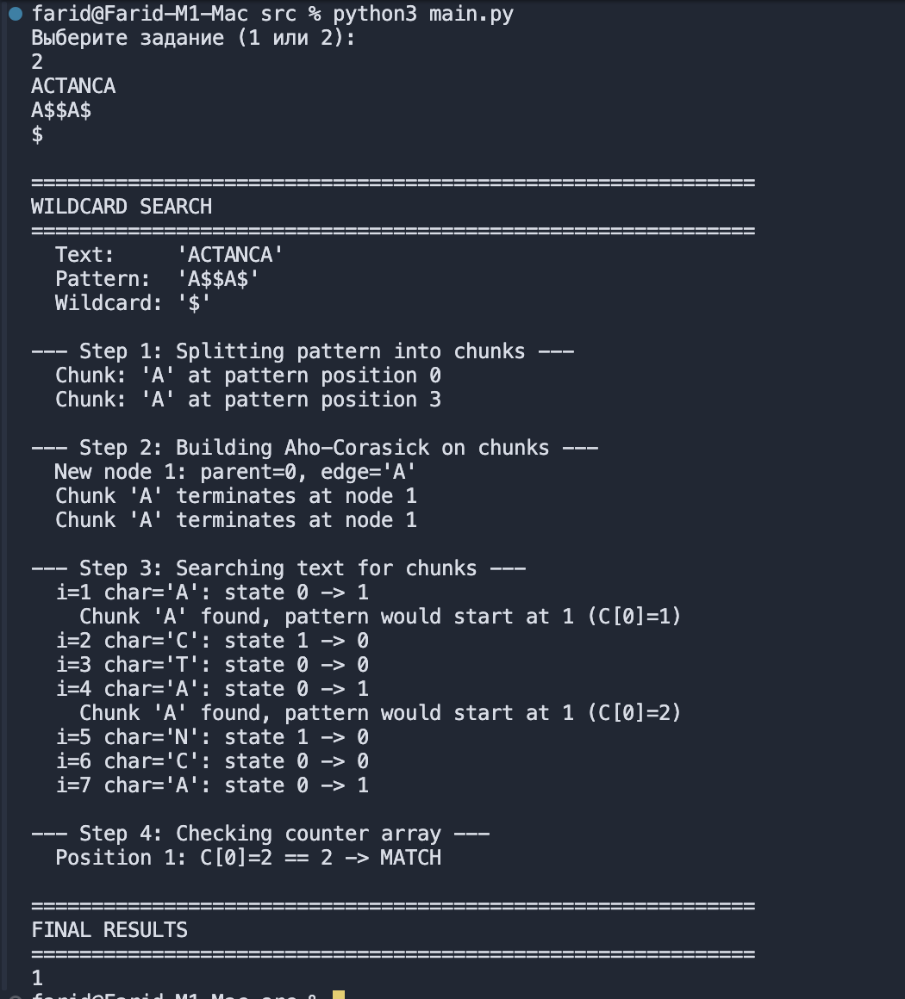 farid@Farid-M1-Mac src % python3 main.py
Выберите задание (1 или 2):
2
ACTANCA
A$$A$
$
============================================================
WILDCARD SEARCH
============================================================
Text: 'ACTANCA'
Pattern: 'A$$A$'
Wildcard: '$'
--- Step 1: Splitting pattern into chunks ---
Chunk: 'A' at pattern position 0
Chunk: 'A' at pattern position 3
--- Step 2: Building Aho-Corasick on chunks ---
New node 1: parent=0, edge='A'
Chunk 'A' terminates at node 1
Chunk 'A' terminates at node 1
--- Step 3: Searching text for chunks ---
i=1 char='A': state 0 -> 1
Chunk 'A' found, pattern would start at 1 (C[0]=1)
i=2 char='C': state 1 -> 0
i=3 char='T': state 0 -> 0
i=4 char='A': state 0 -> 1
Chunk 'A' found, pattern would start at 1 (C[0]=2)
i=5 char='N': state 1 -> 0
i=6 char='C': state 0 -> 0
i=7 char='A': state 0 -> 1
--- Step 4: Checking counter array ---
Position 1: C[0]=2 == 2 -> MATCH
============================================================
FINAL RESULTS
============================================================
1
farid@Farid-M1-Mac src %